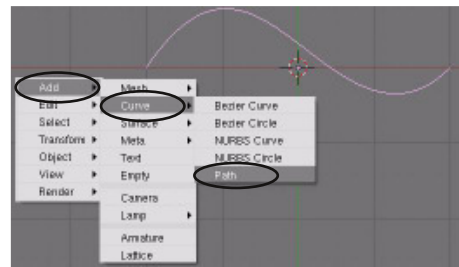 Add
Edit
Select
Transform
Object
View
Render
Mesh
Curve
Surface
Meta
Text
Empty
Camera
Lamp
Armature
Lattice
Bezier Curve
Bezier Circle
NURBS Curve
NURBS Circle
Path